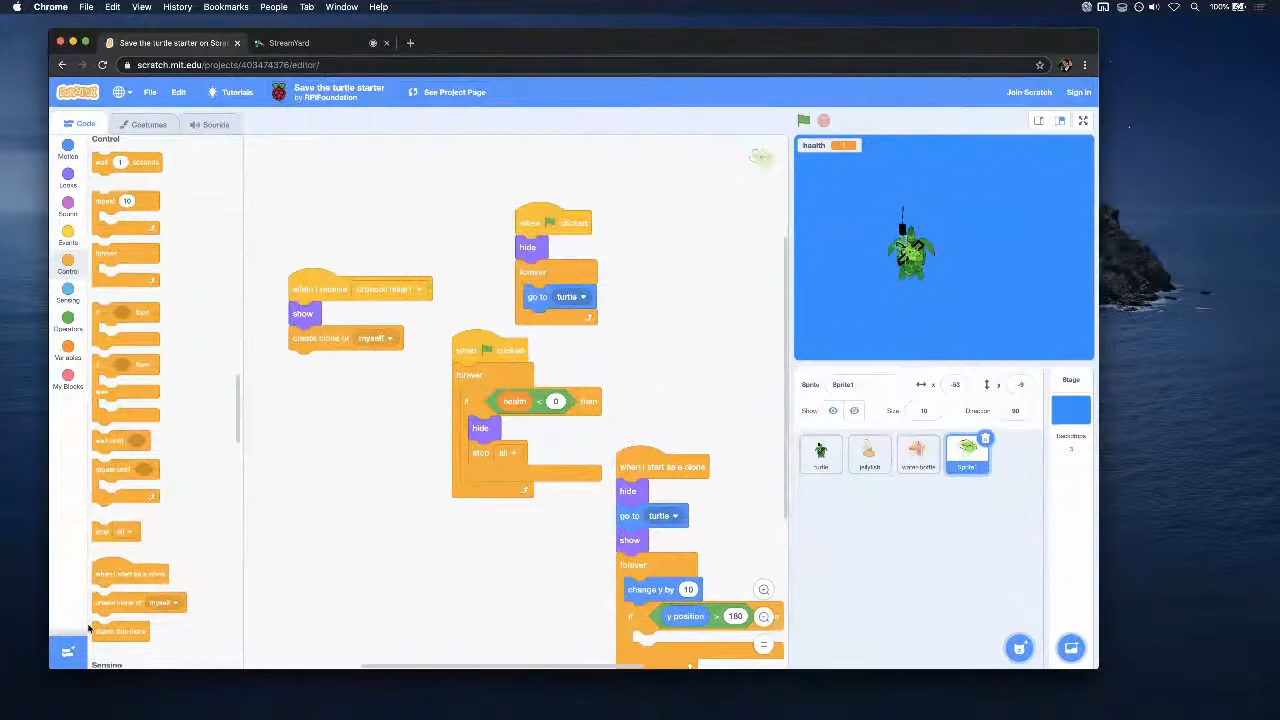 Chrome File Edit View History Bookmarks People Tab Window Help 100%
Save the turtle starter on Scrat StreamYard
scratch.mit.edu/projects/403474376/editor/
SCRATCH File Edit Tutorials Save the turtle starter by RPIFoundation See Project Page Join Scratch Sign in
Code Costumes Sounds
Motion
Looks
Sound
Events
Control
Sensing
Operators
Variables
My Blocks
Control
wait 1 seconds
repeat 10
forever
if then
if then
else
wait until
repeat until
stop all
when I start as a clone
create clone of myself
delete this clone
Sensing
when I receive
show
create clone of myself
when clicked
hide
forever
go to turtle
when clicked
forever
if health < 0 then
hide
stop all
when I start as a clone
hide
go to turtle
show
forever
change y by 10
if y position > 180
health
Sprite Sprite1 x -53 y -9
Show Size 10 Direction 90
turtle jellyfish water-bottle Sprite1
Stage
Backdrops
3